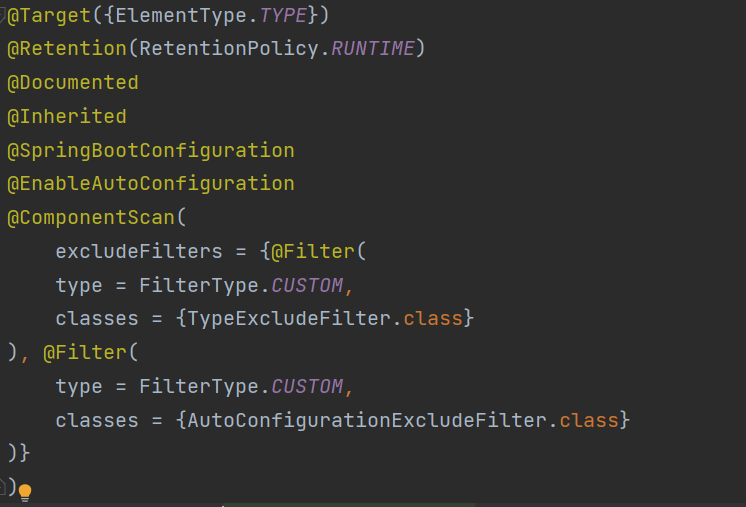 @Target({ElementType.TYPE})
@Retention(RetentionPolicy.RUNTIME)
@Documented
@Inherited
@SpringBootConfiguration
@EnableAutoConfiguration
@ComponentScan(
    excludeFilters = {@Filter(
    type = FilterType.CUSTOM,
    classes = {TypeExcludeFilter.class}
), @Filter(
    type = FilterType.CUSTOM,
    classes = {AutoConfigurationExcludeFilter.class}
)}
)